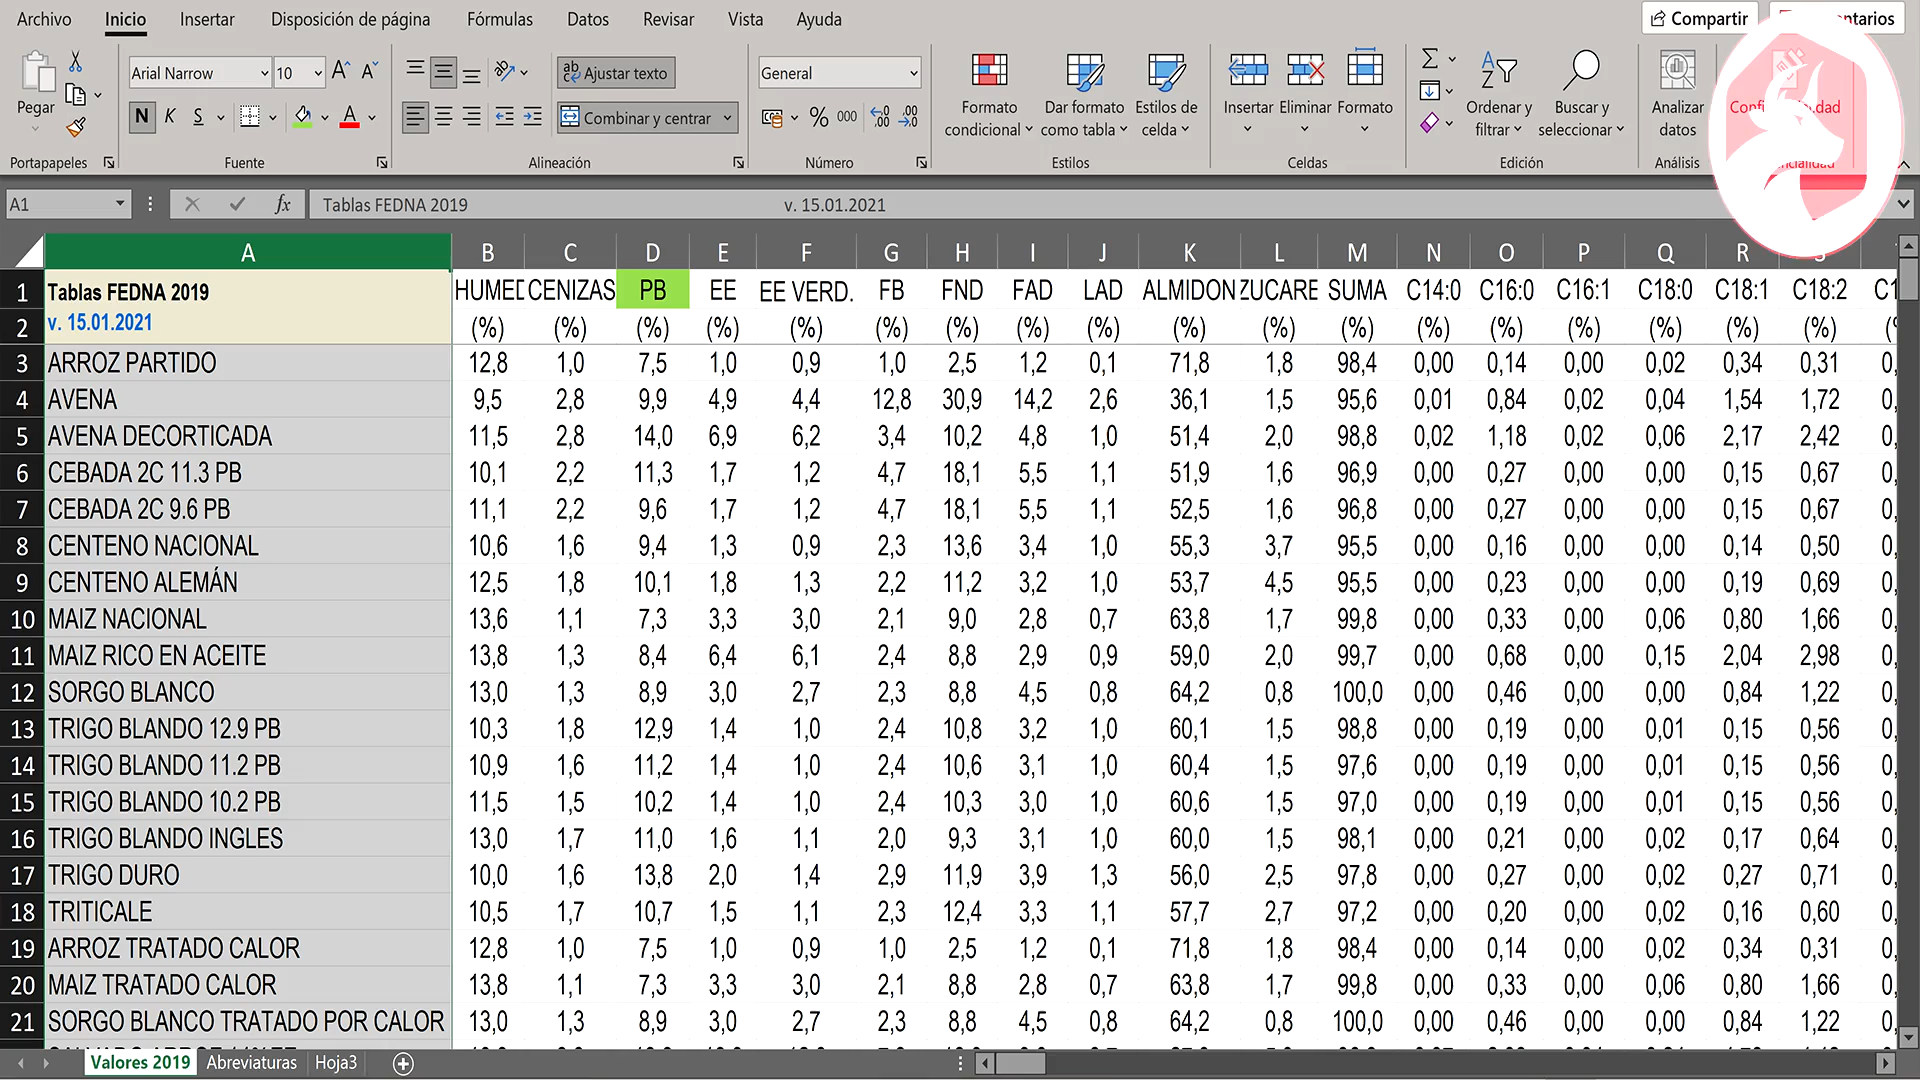 Archivo Inicio Insertar Disposición de página Fórmulas Datos Revisar Vista Ayuda Compartir
Arial Narrow 10 Ajustar texto General
Pegar N K S Combinar y centrar % 000 Formato condicional Dar formato como tabla Estilos de celda Insertar Eliminar Formato Ordenar y filtrar Buscar y seleccionar Analizar datos
Portapapeles Fuente Alineación Número Estilos Celdas Edición Análisis
A1 fx Tablas FEDNA 2019 v. 15.01.2021
A B C D E F G H I J K L M N O P Q R
1 Tablas FEDNA 2019 CENIZAS PB EE EE VERD. FB FND FAD LAD ALMIDON SUMA C14:0 C16:0 C16:1 C18:0 C18:1 C18:2
2 v. 15.01.2021 (%) (%) (%) (%) (%) (%) (%) (%) (%) (%) (%) (%) (%) (%) (%) (%) (%) (%)
3 ARROZ PARTIDO 12,8 1,0 7,5 1,0 0,9 1,0 2,5 1,2 0,1 71,8 1,8 98,4 0,00 0,14 0,00 0,02 0,34 0,31 0,
4 AVENA 9,5 2,8 9,9 4,9 4,4 12,8 30,9 14,2 2,6 36,1 1,5 95,6 0,01 0,84 0,02 0,04 1,54 1,72 0,
5 AVENA DECORTICADA 11,5 2,8 14,0 6,9 6,2 3,4 10,2 4,8 1,0 51,4 2,0 98,8 0,02 1,18 0,02 0,06 2,17 2,42 0,
6 CEBADA 2C 11.3 PB 10,1 2,2 11,3 1,7 1,2 4,7 18,1 5,5 1,1 51,9 1,6 96,9 0,00 0,27 0,00 0,00 0,15 0,67 0,
7 CEBADA 2C 9.6 PB 11,1 2,2 9,6 1,7 1,2 4,7 18,1 5,5 1,1 52,5 1,6 96,8 0,00 0,27 0,00 0,00 0,15 0,67 0,
8 CENTENO NACIONAL 10,6 1,6 9,4 1,3 0,9 2,3 13,6 3,4 1,0 55,3 3,7 95,5 0,00 0,16 0,00 0,00 0,14 0,50 0,
9 CENTENO ALEMÁN 12,5 1,8 10,1 1,8 1,3 2,2 11,2 3,2 1,0 53,7 4,5 95,5 0,00 0,23 0,00 0,00 0,19 0,69 0,
10 MAIZ NACIONAL 13,6 1,1 7,3 3,3 3,0 2,1 9,0 2,8 0,7 63,8 1,7 99,8 0,00 0,33 0,00 0,06 0,80 1,66 0,
11 MAIZ RICO EN ACEITE 13,8 1,3 8,4 6,4 6,1 2,4 8,8 2,9 0,9 59,0 2,0 99,7 0,00 0,68 0,00 0,15 2,04 2,98 0,
12 SORGO BLANCO 13,0 1,3 8,9 3,0 2,7 2,3 8,8 4,5 0,8 64,2 0,8 100,0 0,00 0,46 0,00 0,00 0,84 1,22 0,
13 TRIGO BLANDO 12.9 PB 10,3 1,8 12,9 1,4 1,0 2,4 10,8 3,2 1,0 60,1 1,5 98,8 0,00 0,19 0,00 0,01 0,15 0,56 0,
14 TRIGO BLANDO 11.2 PB 10,9 1,6 11,2 1,4 1,0 2,4 10,6 3,1 1,0 60,4 1,5 97,6 0,00 0,19 0,00 0,01 0,15 0,56 0,
15 TRIGO BLANDO 10.2 PB 11,5 1,5 10,2 1,4 1,0 2,4 10,3 3,0 1,0 60,6 1,5 97,0 0,00 0,19 0,00 0,01 0,15 0,56 0,
16 TRIGO BLANDO INGLES 13,0 1,7 11,0 1,6 1,1 2,0 9,3 3,1 1,0 60,0 1,5 98,1 0,00 0,21 0,00 0,02 0,17 0,64 0,
17 TRIGO DURO 10,0 1,6 13,8 2,0 1,4 2,9 11,9 3,9 1,3 56,0 2,5 97,8 0,00 0,27 0,00 0,02 0,27 0,71 0,
18 TRITICALE 10,5 1,7 10,7 1,5 1,1 2,3 12,4 3,3 1,1 57,7 2,7 97,2 0,00 0,20 0,00 0,02 0,16 0,60 0,
19 ARROZ TRATADO CALOR 12,8 1,0 7,5 1,0 0,9 1,0 2,5 1,2 0,1 71,8 1,8 98,4 0,00 0,14 0,00 0,02 0,34 0,31 0,
20 MAIZ TRATADO CALOR 13,8 1,1 7,3 3,3 3,0 2,1 8,8 2,8 0,7 63,8 1,7 99,8 0,00 0,33 0,00 0,06 0,80 1,66 0,
21 SORGO BLANCO TRATADO POR CALOR 13,0 1,3 8,9 3,0 2,7 2,3 8,8 4,5 0,8 64,2 0,8 100,0 0,00 0,46 0,00 0,00 0,84 1,22 0,
Valores 2019 Abreviaturas Hoja3